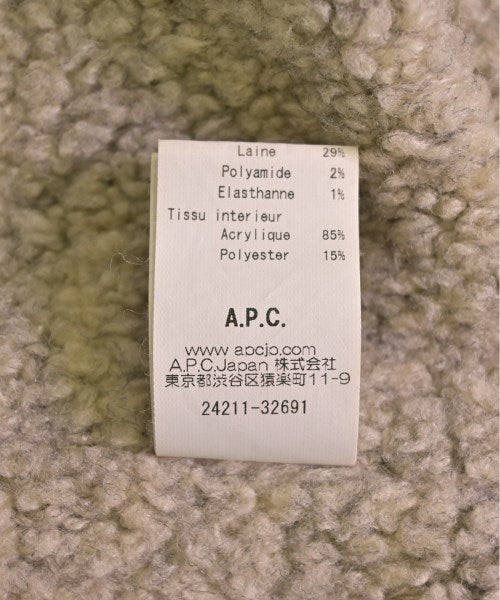 Laine 29%
Polyamide 2%
Elasthanne 1%
Tissu interieur
Acrylique 85%
Polyester 15%
A.P.C.
www.apcjp.com
A.P.C.Japan 株式会社
東京都渋谷区猿楽町11-9
24211-32691